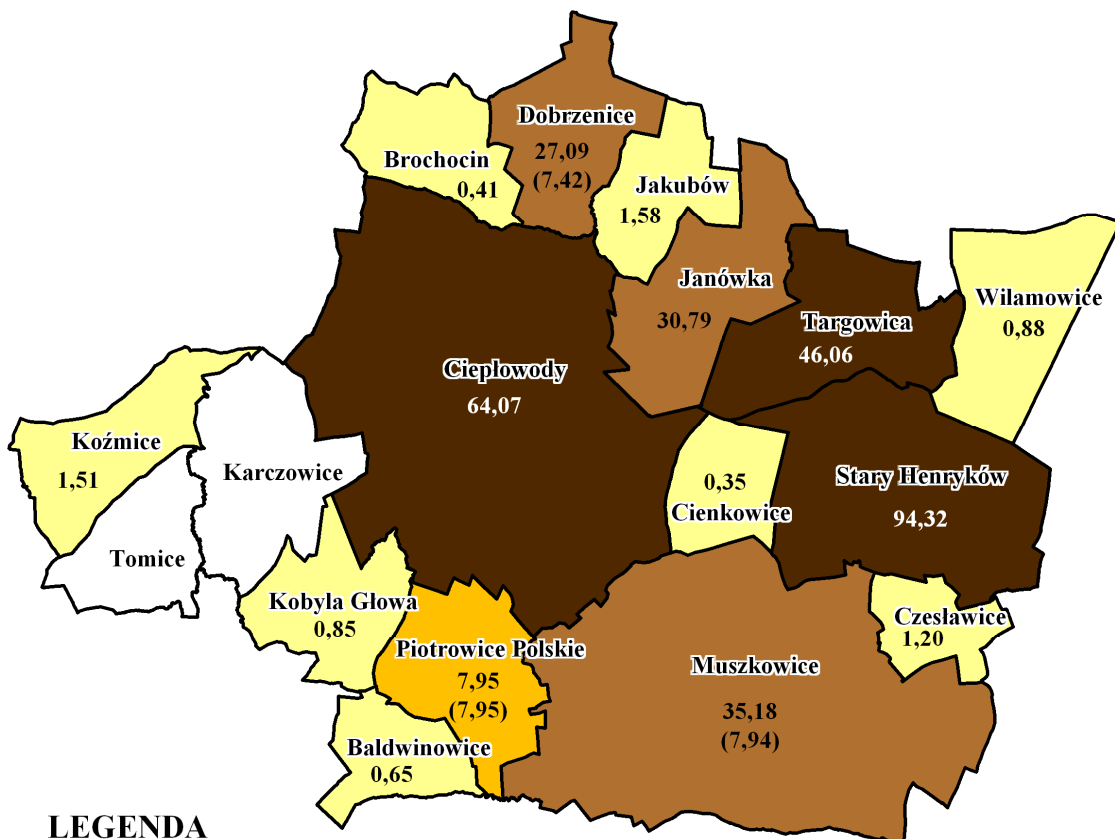 Dobrzenice
27,09
(7,42)
Brochocin
0,41
Jakubów
1,58
Janówka
30,79
Wilamowice
0,88
Targowica
46,06
Ciepłowody
64,07
Koźmice
1,51
Karczowice
Stary Henryków
94,32
0,35
Cienkowice
Tomice
Kobyla Głowa
0,85
Czesławice
1,20
Piotrowice Polskie
7,95
(7,95)
Muszkowice
35,18
(7,94)
Baldwinowice
0,65
LEGENDA